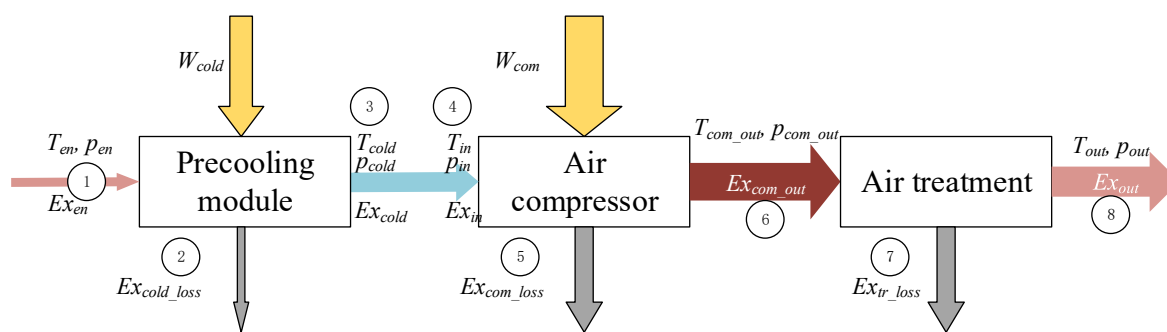 W_cold
W_com
3
4
T_en, p_en
T_cold
p_cold
T_in
p_in
T_com_out, p_com_out
T_out, p_out
1
Precooling
module
Air
compressor
Air treatment
Ex_en
Ex_cold
Ex_in
Ex_com_out
Ex_out
2
5
6
7
8
Ex_cold_loss
Ex_com_loss
Ex_tr_loss